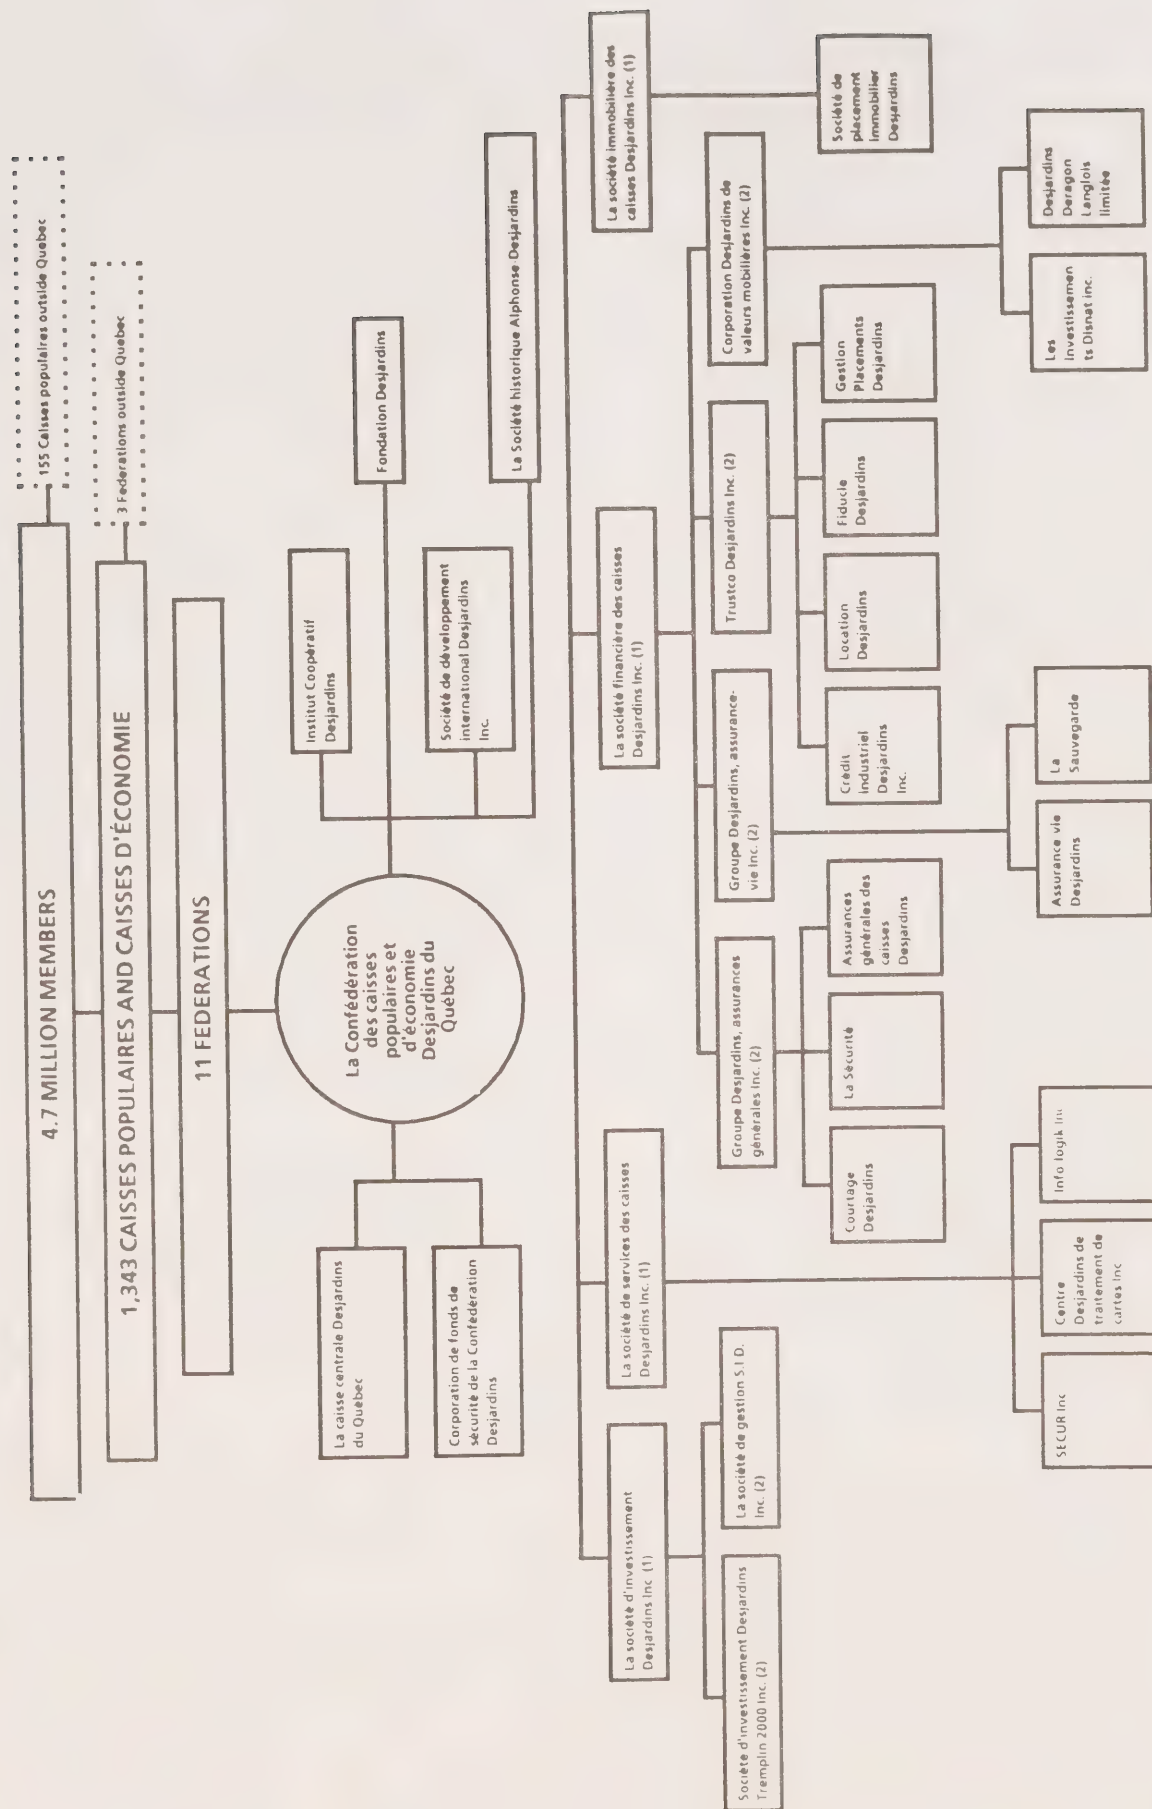 4.7 MILLION MEMBERS
155 Caisses populaires outside Quebec
1,343 CAISSES POPULAIRES AND CAISSES D'ÉCONOMIE
3 Federations outside Quebec
11 FEDERATIONS
La Confédération
des caisses
populaires et
d'économie
Desjardins du
Québec
La caisse centrale Desjardins
du Québec
Corporation de fonds de
sécurité de la Confédération
Desjardins
Institut Coopératif
Desjardins
Fondation Desjardins
Société de développement
international Desjardins
Inc.
La Société historique Alphonse-Desjardins
La société d'investissement
Desjardins Inc (1)
La société de services des caisses
Desjardins Inc. (1)
La société financière des caisses
Desjardins Inc. (1)
La société immobilière des
caisses Desjardins Inc. (1)
Société d'investissement Desjardins
Tremplin 2000 Inc. (2)
La société de gestion S.I D.
Inc. (2)
Groupe Desjardins, assurances
générales Inc. (2)
Groupe Desjardins, assurance-
vie Inc. (2)
Trustco Desjardins Inc. (2)
Corporation Desjardins de
valeurs mobilières Inc. (2)
Société de
placement
immobilier
Desjardins
Courtage
Desjardins
La Sécurité
Assurances
générales des
caisses
Desjardins
Crédit
industriel
Desjardins
Inc.
Location
Desjardins
Fiducie
Desjardins
Gestion
Placements
Desjardins
SECUR Inc
Centre
Desjardins de
traitement de
cartes Inc
Info logik Inc
Assurance vie
Desjardins
La
Sauvegarde
Les
Investissemen
ts Disnat inc.
Desjardins
Deragon
Langlois
limitée